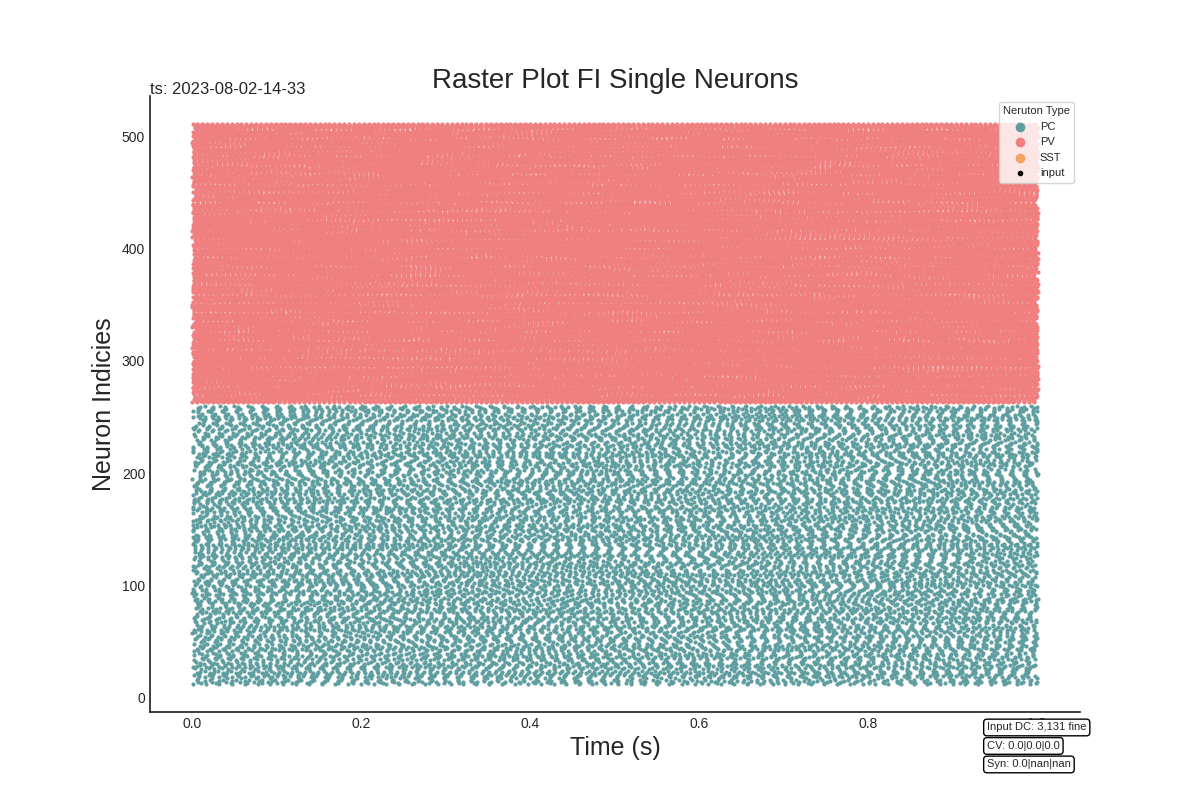 Raster Plot FI Single Neurons
ts: 2023-08-02-14-33
Neruton Type
PC
PV
SST
input
Neuron Indicies
500
400
300
200
100
0
0.0
0.2
0.4
0.6
0.8
Time (s)
Input DC: 3,131 fine
CV: 0.0|0.0|0.0
Syn: 0.0|nan|nan